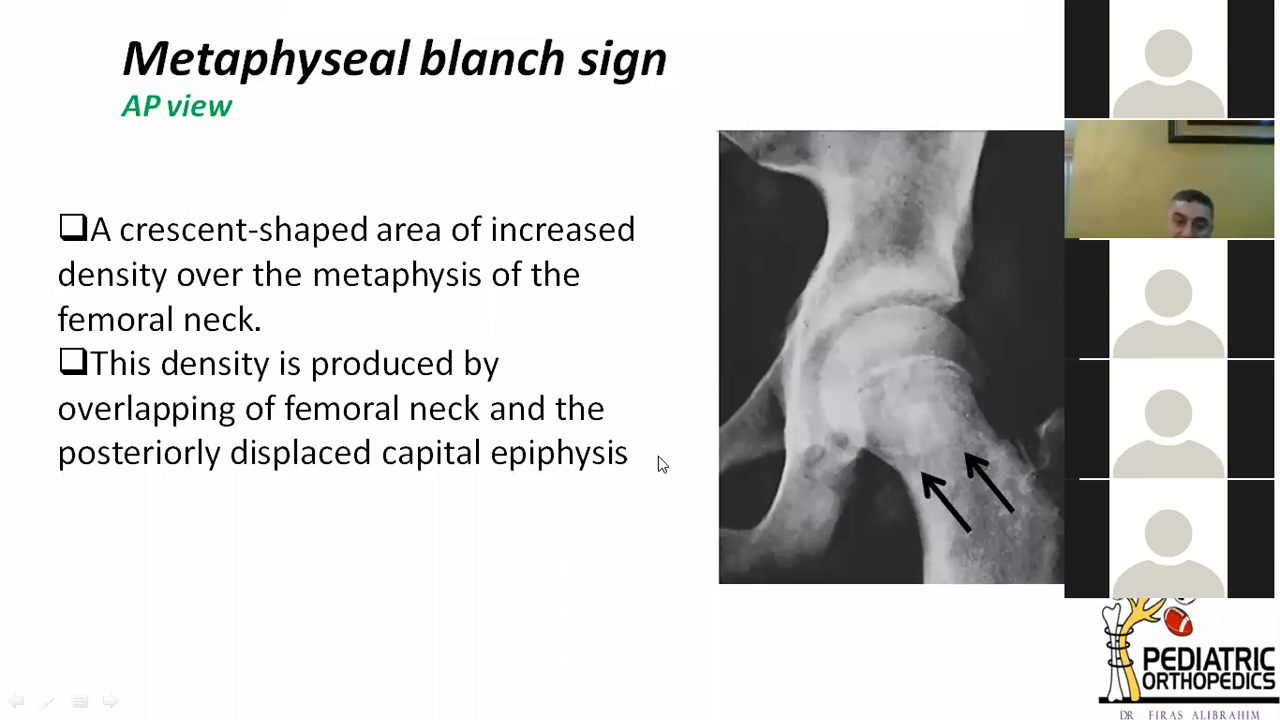 Metaphyseal blanch sign
AP view
A crescent-shaped area of increased
density over the metaphysis of the
femoral neck.
This density is produced by
overlapping of femoral neck and the
posteriorly displaced capital epiphysis
PEDIATRIC
ORTHOPEDICS
DR FIRAS ALIBRAHIM